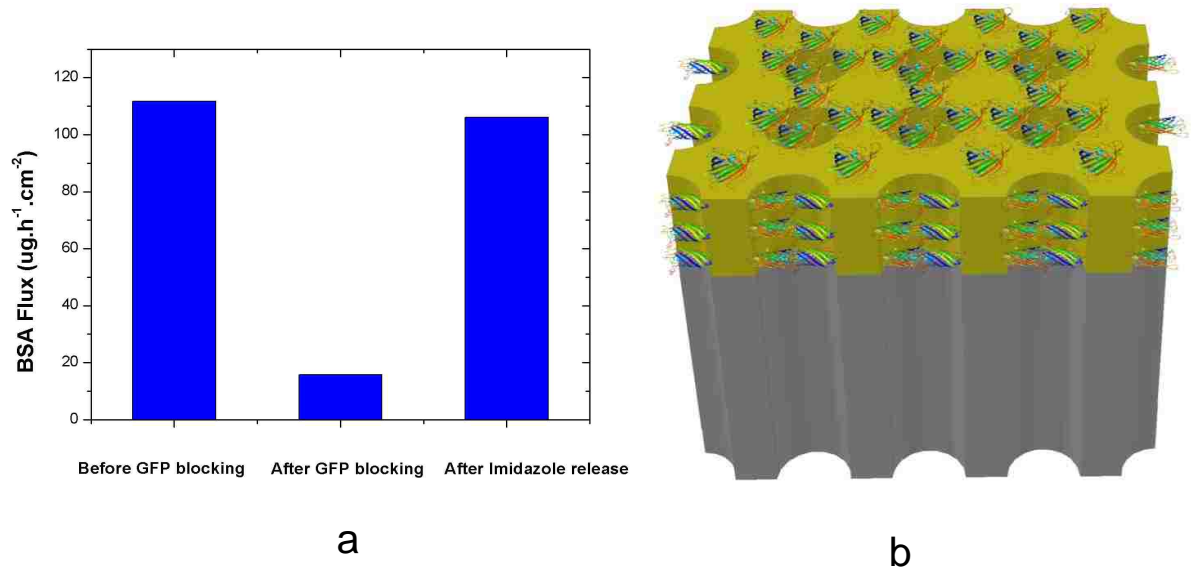 120
100
80
60
40
20
0
BSA Flux (ug.h-1.cm-2)
Before GFP blocking
After GFP blocking
After Imidazole release
a
b